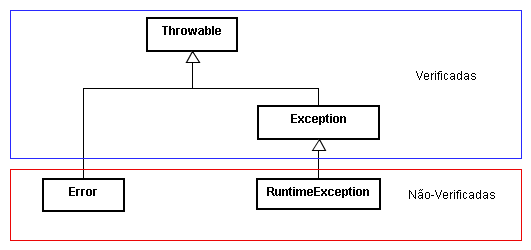 Throwable
Verificadas
Exception
Error
RuntimeException
Não-Verificadas